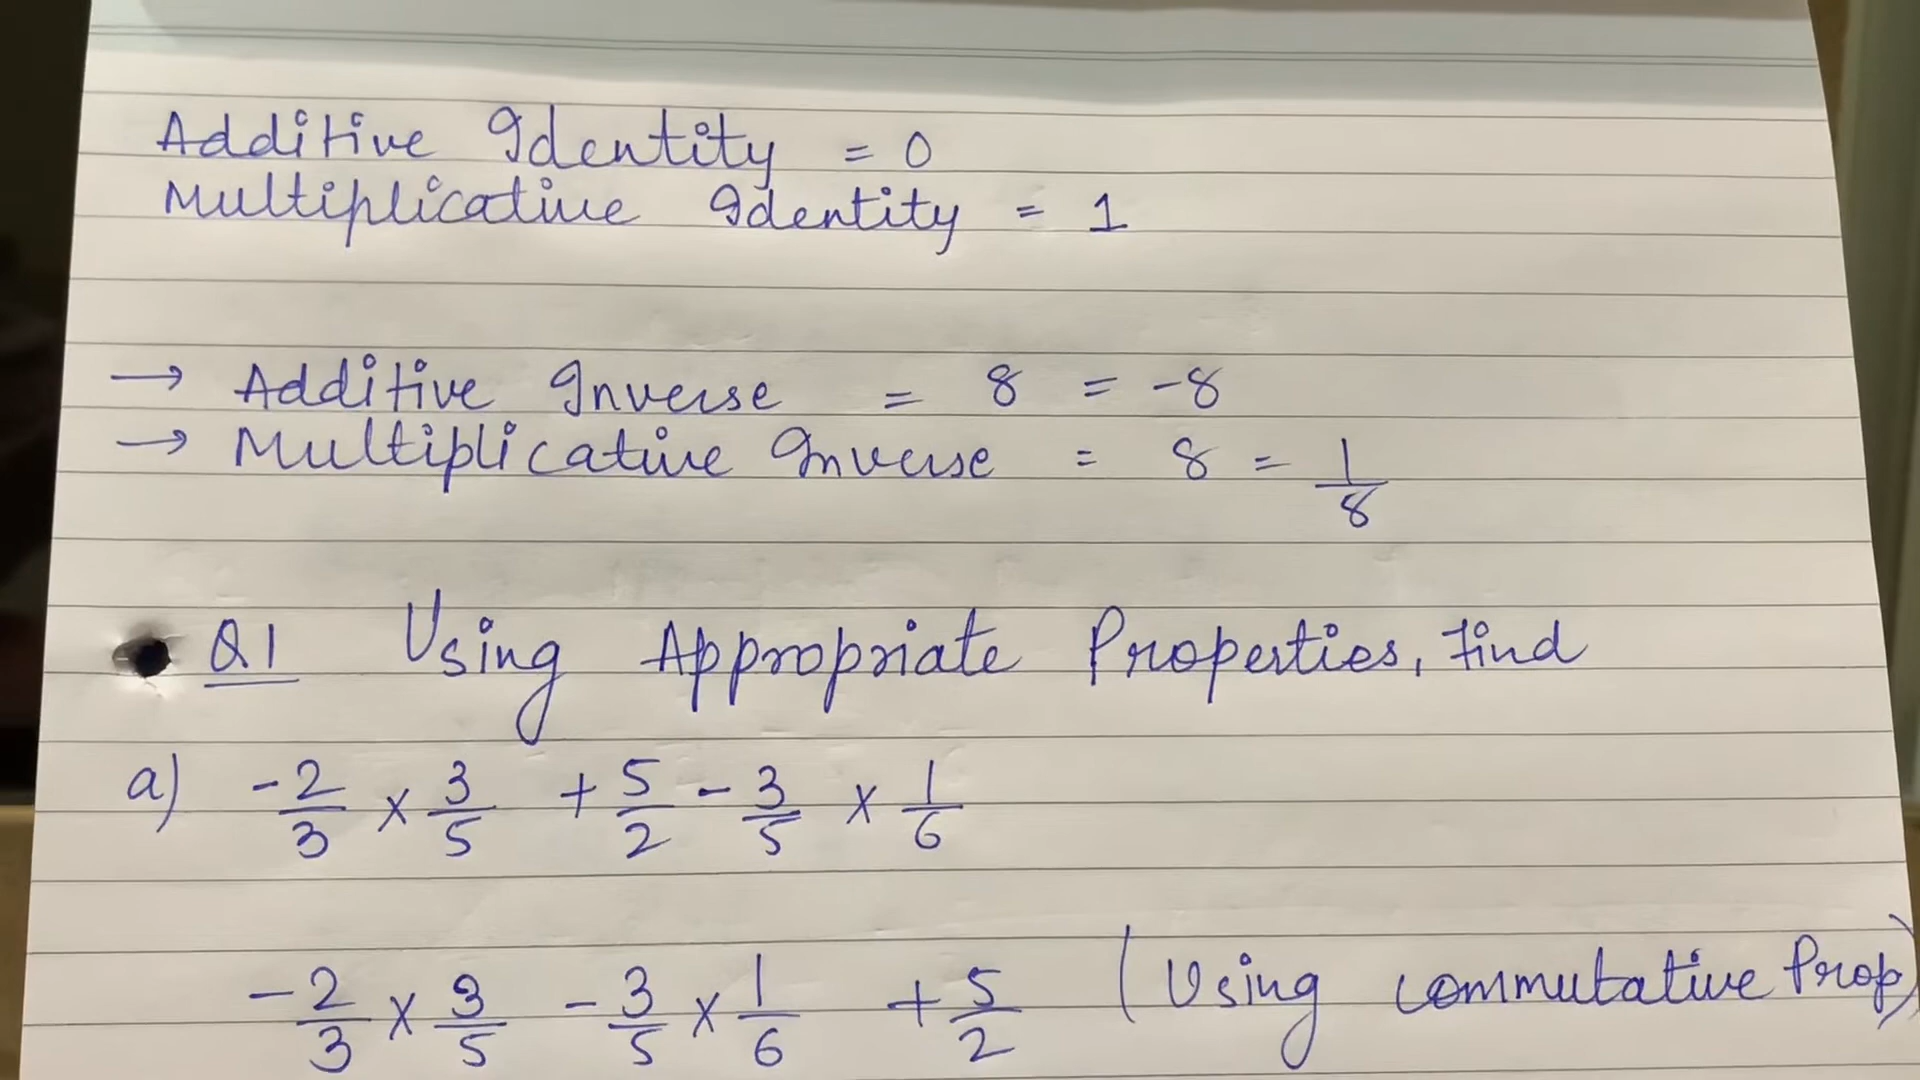 Additive Identity = 0
Multiplicative Identity = 1
→ Additive Inverse = 8 = -8
→ Multiplicative Inverse = 8 = 1/8
Q1 Using Appropriate Properties, find
a) -2/3 × 3/5 + 5/2 - 3/5 × 1/6
-2/3 × 3/5 - 3/5 × 1/6 + 5/2 (Using commutative Prop)